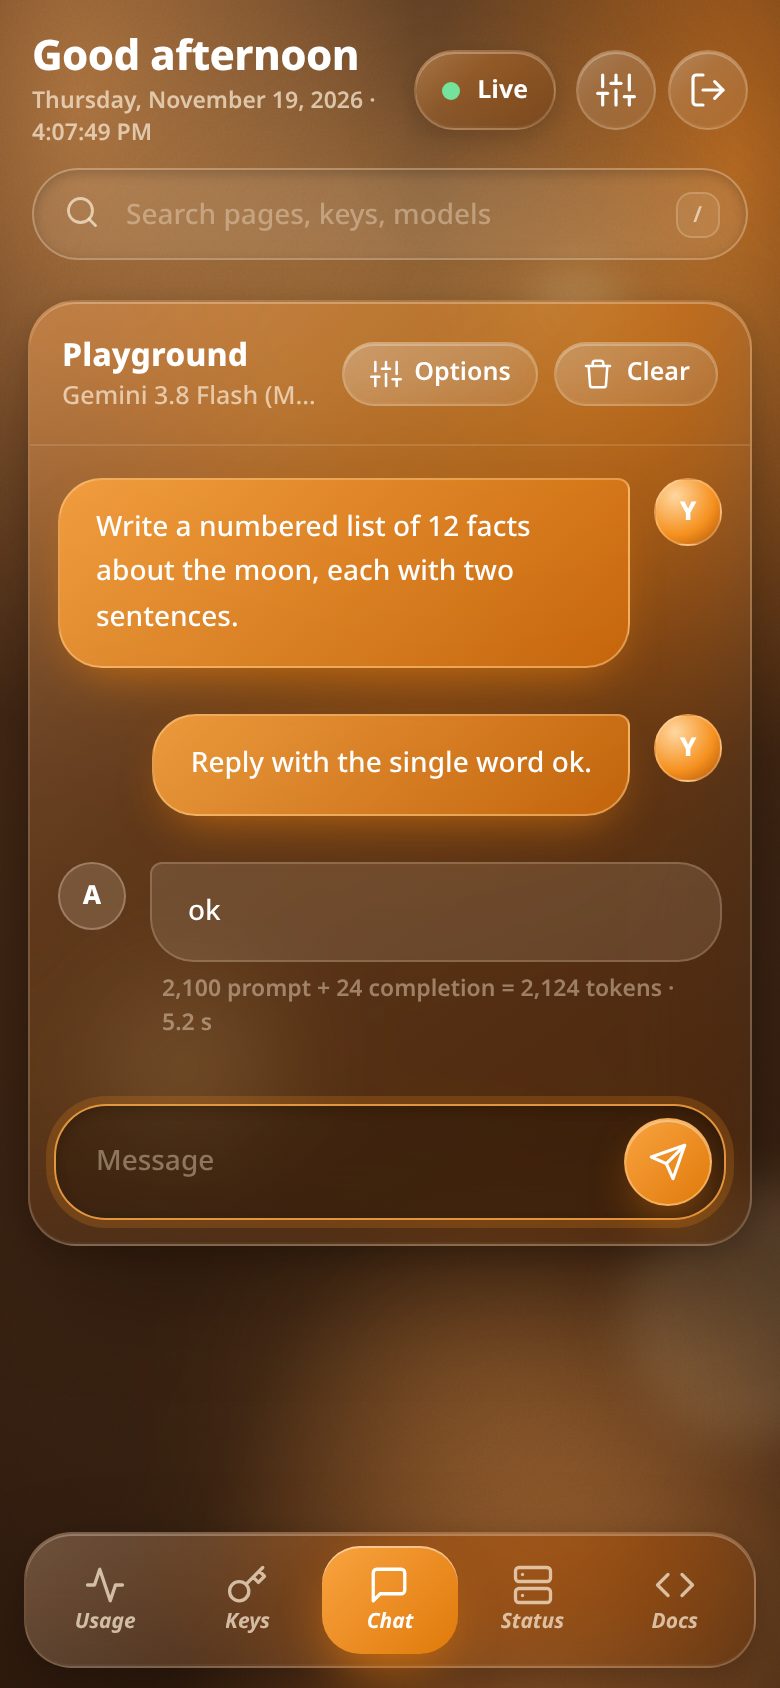 Good afternoon
Thursday, November 19, 2026 ·
4:07:49 PM
Live
Search pages, keys, models
/
Playground
Gemini 3.8 Flash (M...
Options
Clear
Write a numbered list of 12 facts
about the moon, each with two
sentences.
Y
Reply with the single word ok.
Y
A
ok
2,100 prompt + 24 completion = 2,124 tokens ·
5.2 s
Message
Usage
Keys
Chat
Status
Docs